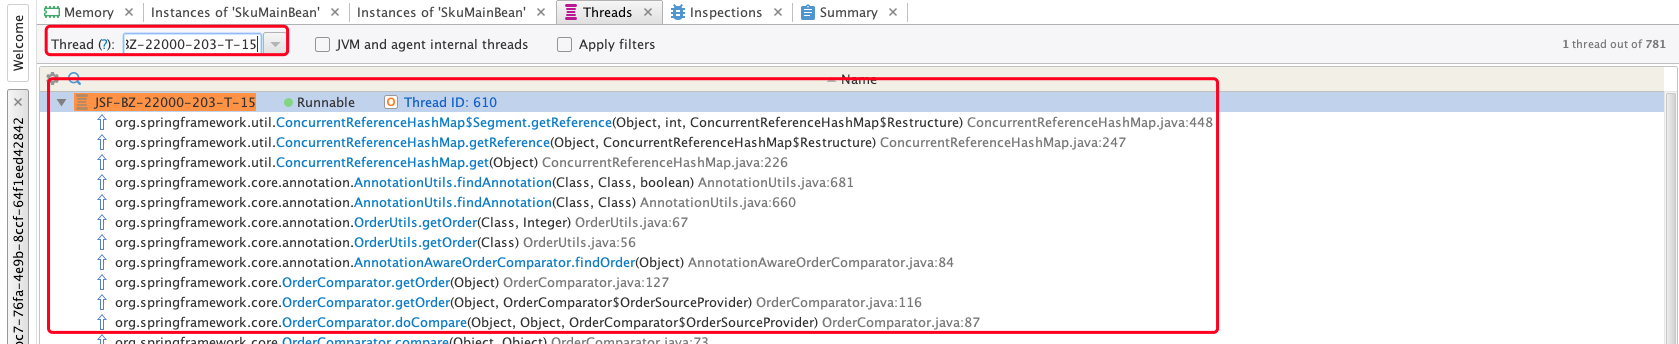 Welcome
Memory × Instances of 'SkuMainBean' × Instances of 'SkuMainBean' × Threads × Inspections × Summary ×
Thread (?): BZ-22000-203-T-15 JVM and agent internal threads Apply filters 1 thread out of 781
Name
JSF-BZ-22000-203-T-15 Runnable Thread ID: 610
org.springframework.util.ConcurrentReferenceHashMap$Segment.getReference(Object, int, ConcurrentReferenceHashMap$Restructure) ConcurrentReferenceHashMap.java:448
org.springframework.util.ConcurrentReferenceHashMap.getReference(Object, ConcurrentReferenceHashMap$Restructure) ConcurrentReferenceHashMap.java:247
org.springframework.util.ConcurrentReferenceHashMap.get(Object) ConcurrentReferenceHashMap.java:226
org.springframework.core.annotation.AnnotationUtils.findAnnotation(Class, Class, boolean) AnnotationUtils.java:681
org.springframework.core.annotation.AnnotationUtils.findAnnotation(Class, Class) AnnotationUtils.java:660
org.springframework.core.annotation.OrderUtils.getOrder(Class, Integer) OrderUtils.java:67
org.springframework.core.annotation.OrderUtils.getOrder(Class) OrderUtils.java:56
org.springframework.core.annotation.AnnotationAwareOrderComparator.findOrder(Object) AnnotationAwareOrderComparator.java:84
org.springframework.core.OrderComparator.getOrder(Object) OrderComparator.java:127
org.springframework.core.OrderComparator.getOrder(Object, OrderComparator$OrderSourceProvider) OrderComparator.java:116
org.springframework.core.OrderComparator.doCompare(Object, Object, OrderComparator$OrderSourceProvider) OrderComparator.java:87
org.springframework.core.OrderComparator.compare(Object, Object) OrderComparator.java:73
c7-76fa-4e9b-8ccf-64f1eed42842 ×